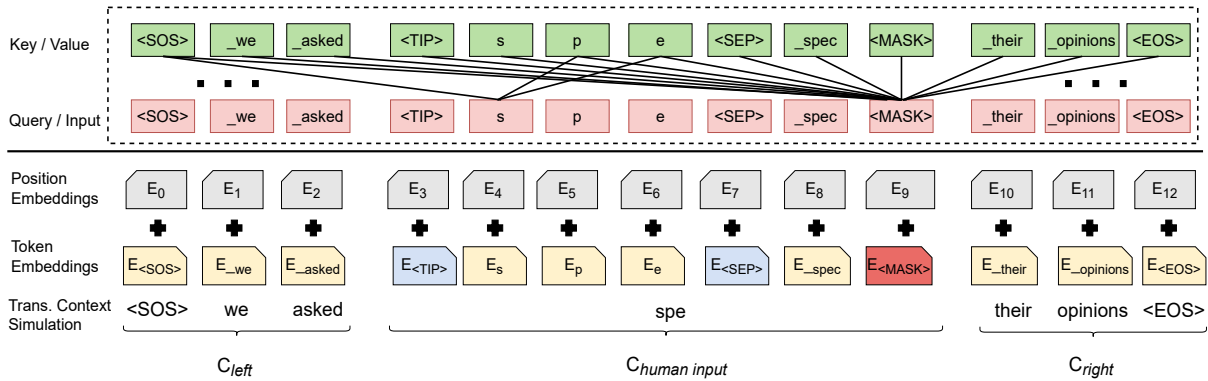 Key / Value <SOS> _we _asked <TIP> s p e <SEP> _spec <MASK> _their _opinions <EOS>
Query / Input <SOS> _we _asked <TIP> s p e <SEP> _spec <MASK> _their _opinions <EOS>
Position Embeddings E0 E1 E2 E3 E4 E5 E6 E7 E8 E9 E10 E11 E12
Token Embeddings E<SOS> E_we E_asked E<TIP> Es Ep Ee E<SEP> E_spec E<MASK> E_their E_opinions E<EOS>
Trans. Context Simulation <SOS> we asked spe their opinions <EOS>
Cleft Chuman input Cright